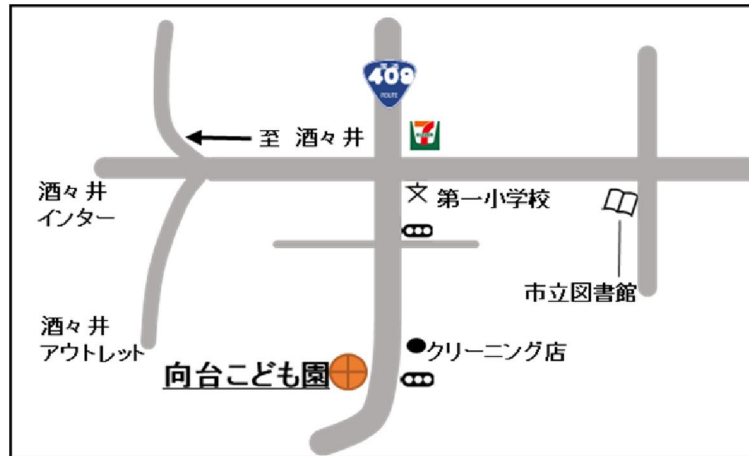 409
ROUTE
至 酒々井
酒々井
インター
第一小学校
市立図書館
酒々井
アウトレット
クリーニング店
向台こども園